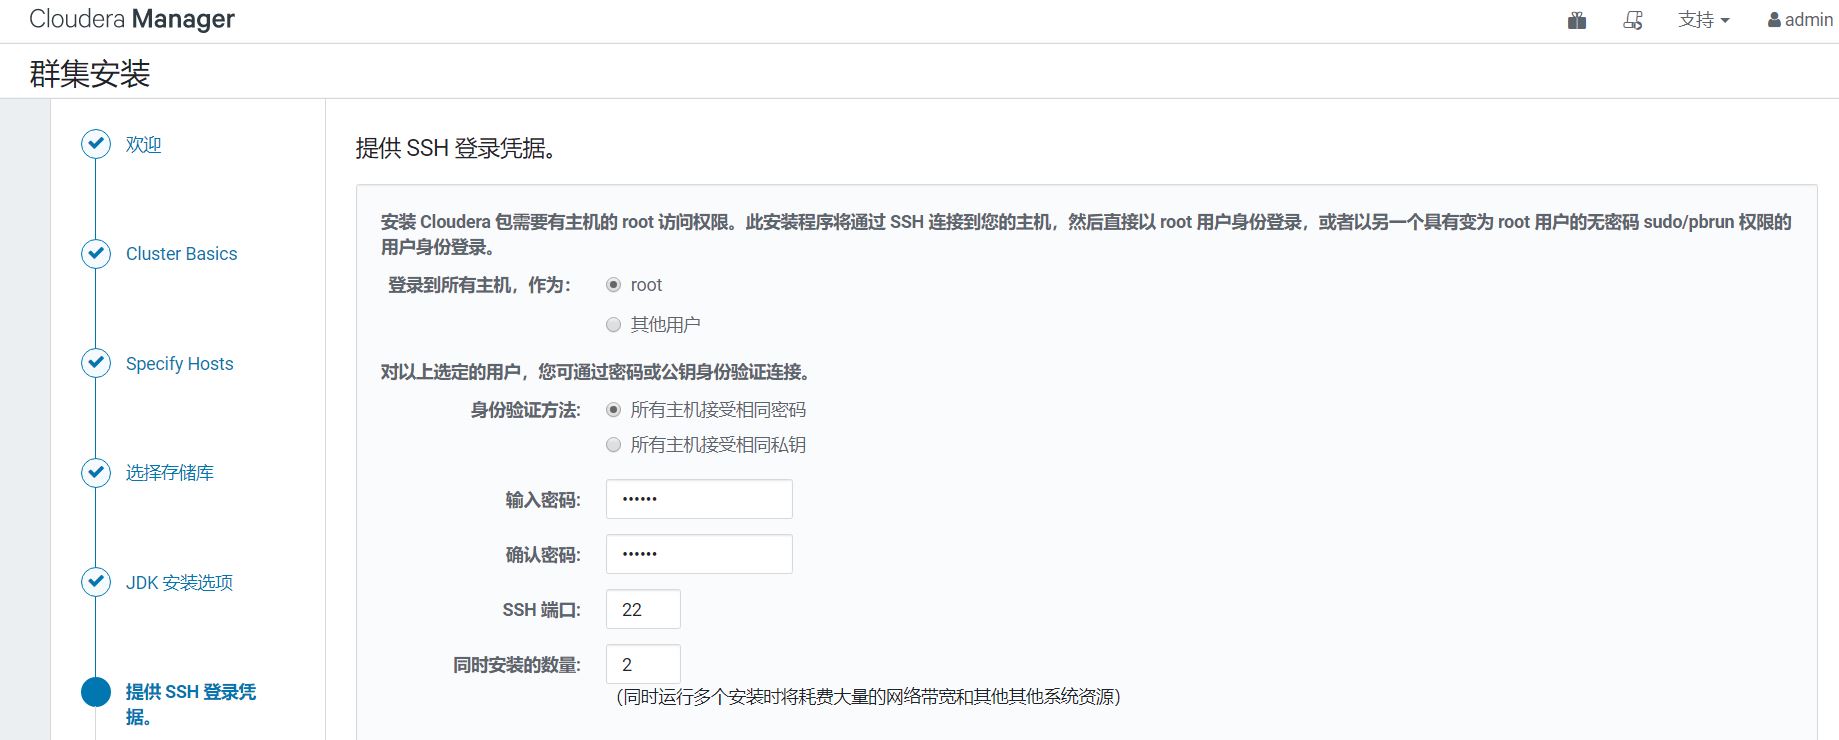 Cloudera Manager
支持
admin
群集安装
欢迎
Cluster Basics
Specify Hosts
选择存储库
JDK 安装选项
提供 SSH 登录凭
据。
提供 SSH 登录凭据。
安装 Cloudera 包需要有主机的 root 访问权限。此安装程序将通过 SSH 连接到您的主机，然后直接以 root 用户身份登录，或者以另一个具有变为 root 用户的无密码 sudo/pbrun 权限的
用户身份登录。
登录到所有主机，作为：
root
其他用户
对以上选定的用户，您可通过密码或公钥身份验证连接。
身份验证方法:
所有主机接受相同密码
所有主机接受相同私钥
输入密码:
••••••
确认密码:
••••••
SSH 端口:
22
同时安装的数量:
2
（同时运行多个安装时将耗费大量的网络带宽和其他其他系统资源）